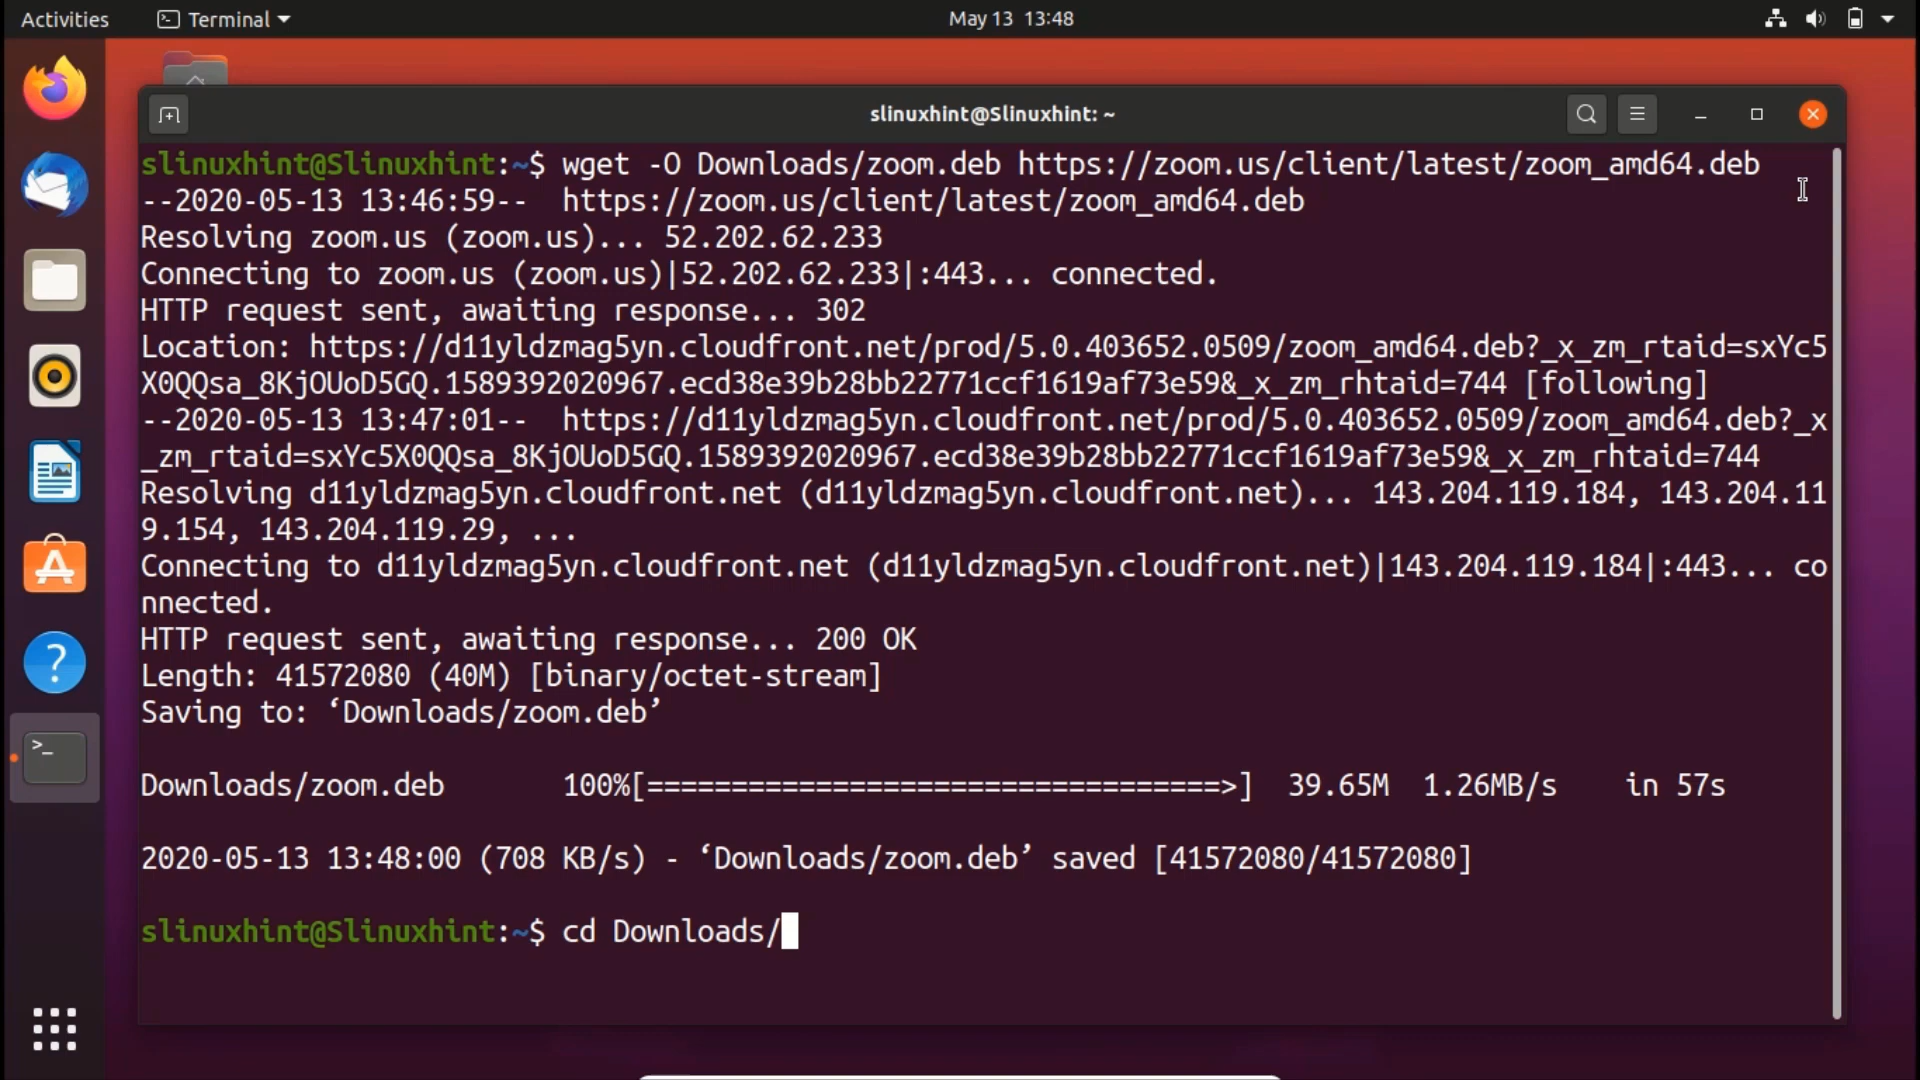 Activities Terminal May 13 13:48
slinuxhint@Slinuxhint: ~
slinuxhint@Slinuxhint:~$ wget -O Downloads/zoom.deb https://zoom.us/client/latest/zoom_amd64.deb
--2020-05-13 13:46:59--  https://zoom.us/client/latest/zoom_amd64.deb
Resolving zoom.us (zoom.us)... 52.202.62.233
Connecting to zoom.us (zoom.us)|52.202.62.233|:443... connected.
HTTP request sent, awaiting response... 302
Location: https://d11yldzmag5yn.cloudfront.net/prod/5.0.403652.0509/zoom_amd64.deb?_x_zm_rtaid=sxYc5
X0QQsa_8KjOUoD5GQ.1589392020967.ecd38e39b28bb22771ccf1619af73e59&_x_zm_rhtaid=744 [following]
--2020-05-13 13:47:01--  https://d11yldzmag5yn.cloudfront.net/prod/5.0.403652.0509/zoom_amd64.deb?_x
_zm_rtaid=sxYc5X0QQsa_8KjOUoD5GQ.1589392020967.ecd38e39b28bb22771ccf1619af73e59&_x_zm_rhtaid=744
Resolving d11yldzmag5yn.cloudfront.net (d11yldzmag5yn.cloudfront.net)... 143.204.119.184, 143.204.11
9.154, 143.204.119.29, ...
Connecting to d11yldzmag5yn.cloudfront.net (d11yldzmag5yn.cloudfront.net)|143.204.119.184|:443... co
nnected.
HTTP request sent, awaiting response... 200 OK
Length: 41572080 (40M) [binary/octet-stream]
Saving to: ‘Downloads/zoom.deb’
Downloads/zoom.deb       100%[==================================>]  39.65M  1.26MB/s    in 57s
2020-05-13 13:48:00 (708 KB/s) - ‘Downloads/zoom.deb’ saved [41572080/41572080]
slinuxhint@Slinuxhint:~$ cd Downloads/